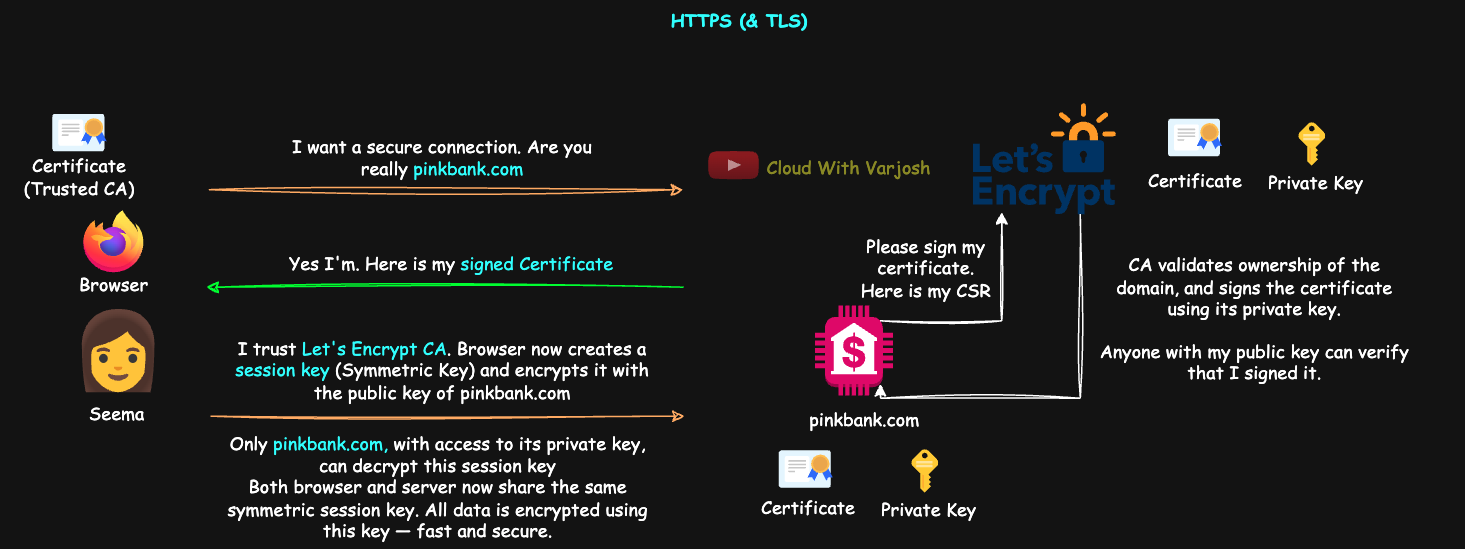 HTTPS (& TLS)
Certificate
(Trusted CA)
Browser
Seema
I want a secure connection. Are you
really pinkbank.com
Yes I'm. Here is my signed Certificate
I trust Let's Encrypt CA. Browser now creates a
session key (Symmetric Key) and encrypts it with
the public key of pinkbank.com
Only pinkbank.com, with access to its private key,
can decrypt this session key
Both browser and server now share the same
symmetric session key. All data is encrypted using
this key — fast and secure.
Cloud With Varjosh
Let's
Encrypt
Certificate
Private Key
Please sign my
certificate.
Here is my CSR
$
pinkbank.com
Certificate
Private Key
CA validates ownership of the
domain, and signs the certificate
using its private key.
Anyone with my public key can verify
that I signed it.